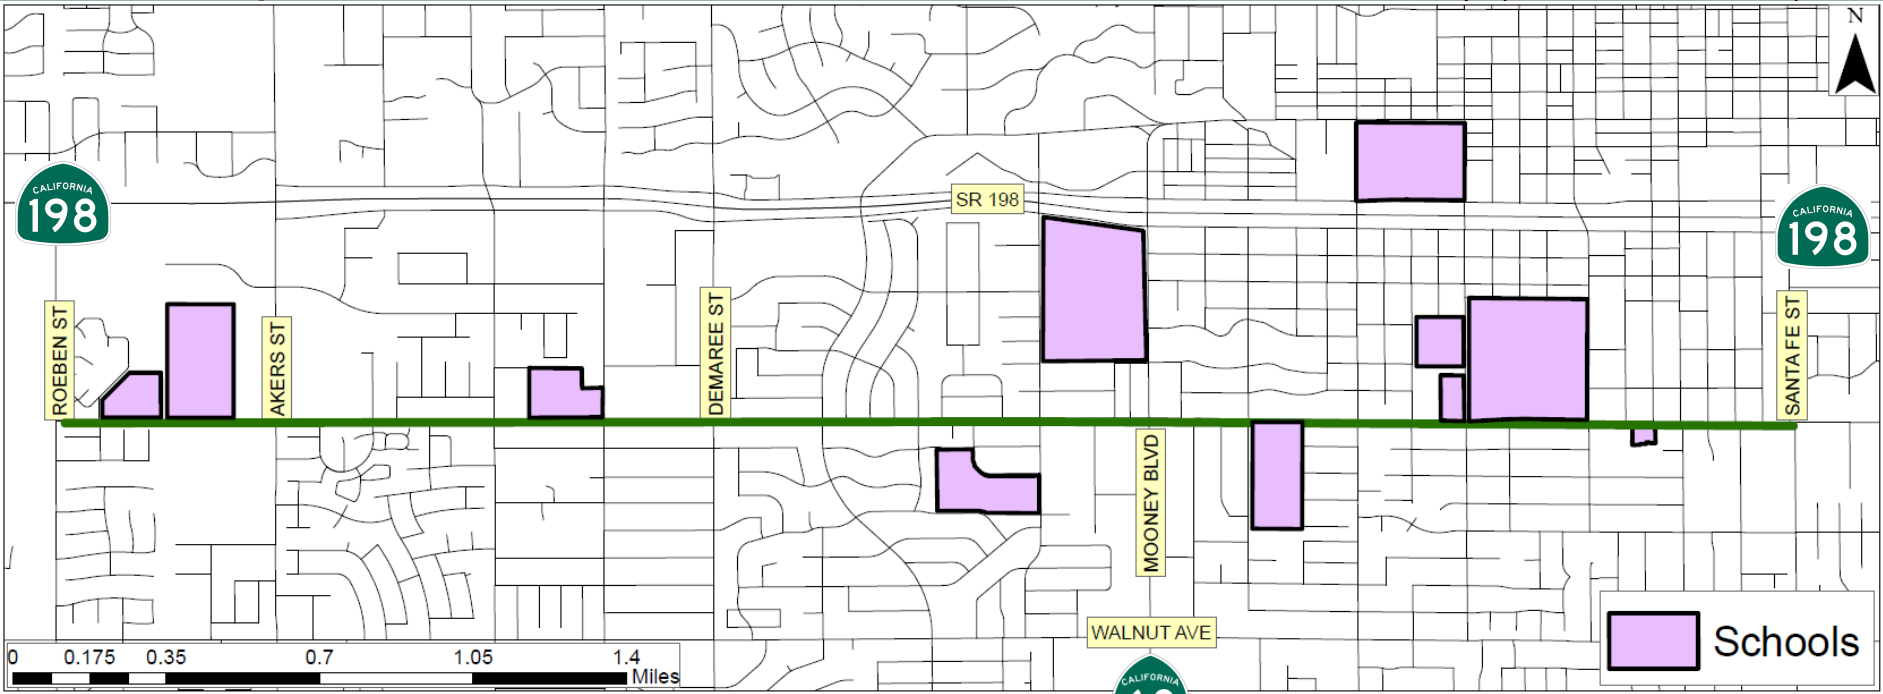 N
CALIFORNIA
198
SR 198
CALIFORNIA
198
ROEBEN ST
AKERS ST
DEMAREE ST
MOONEY BLVD
SANTA FE ST
WALNUT AVE
Schools
0 0.175 0.35 0.7 1.05 1.4
Miles
CALIFORNIA